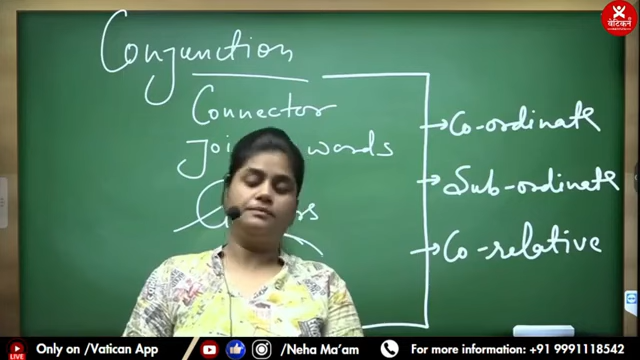 Conjunction
Connector
words
Co-ordinate
Sub-ordinate
Co-relative
वेटिकन
LIVE
Only on /Vatican App
/Neha Ma'am
For more information: +91 9991118542